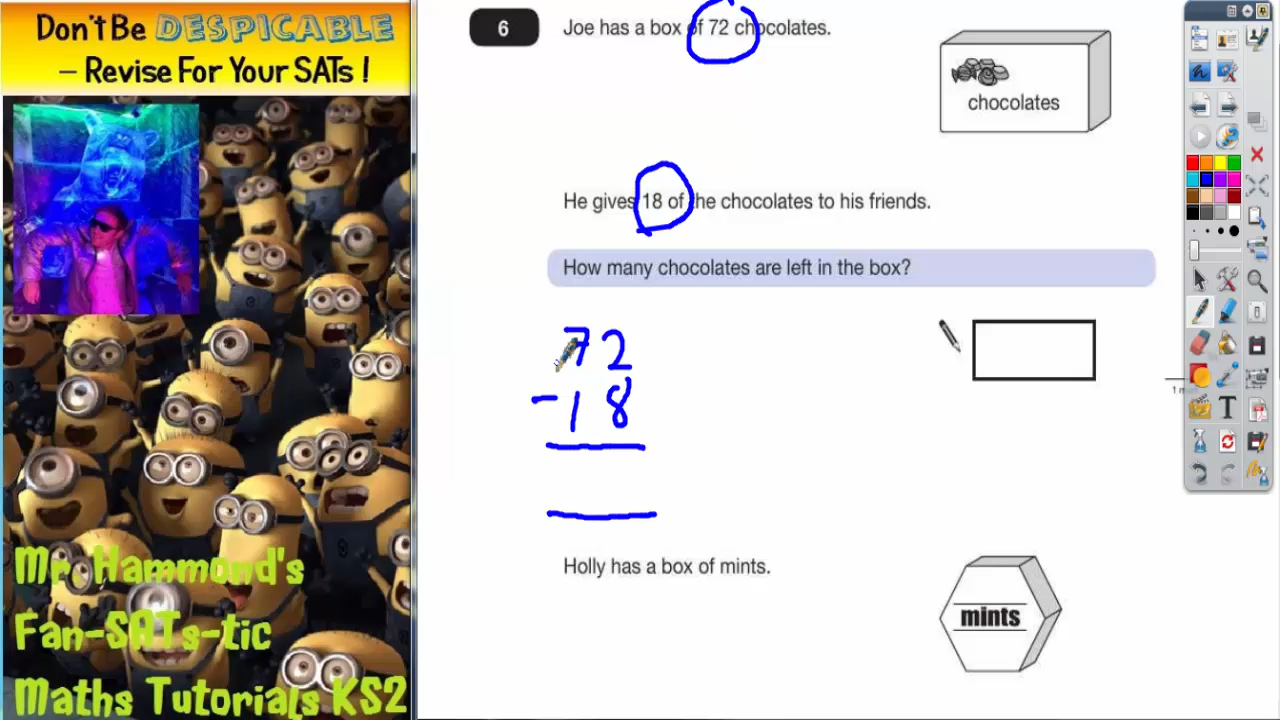 Don't Be DESPICABLE
– Revise For Your SATs !
Mr. Hammond's
Fan-SATs-tic
Maths Tutorials KS2
6
Joe has a box of 72 chocolates.
chocolates
He gives 18 of the chocolates to his friends.
How many chocolates are left in the box?
72
-18
Holly has a box of mints.
mints
T